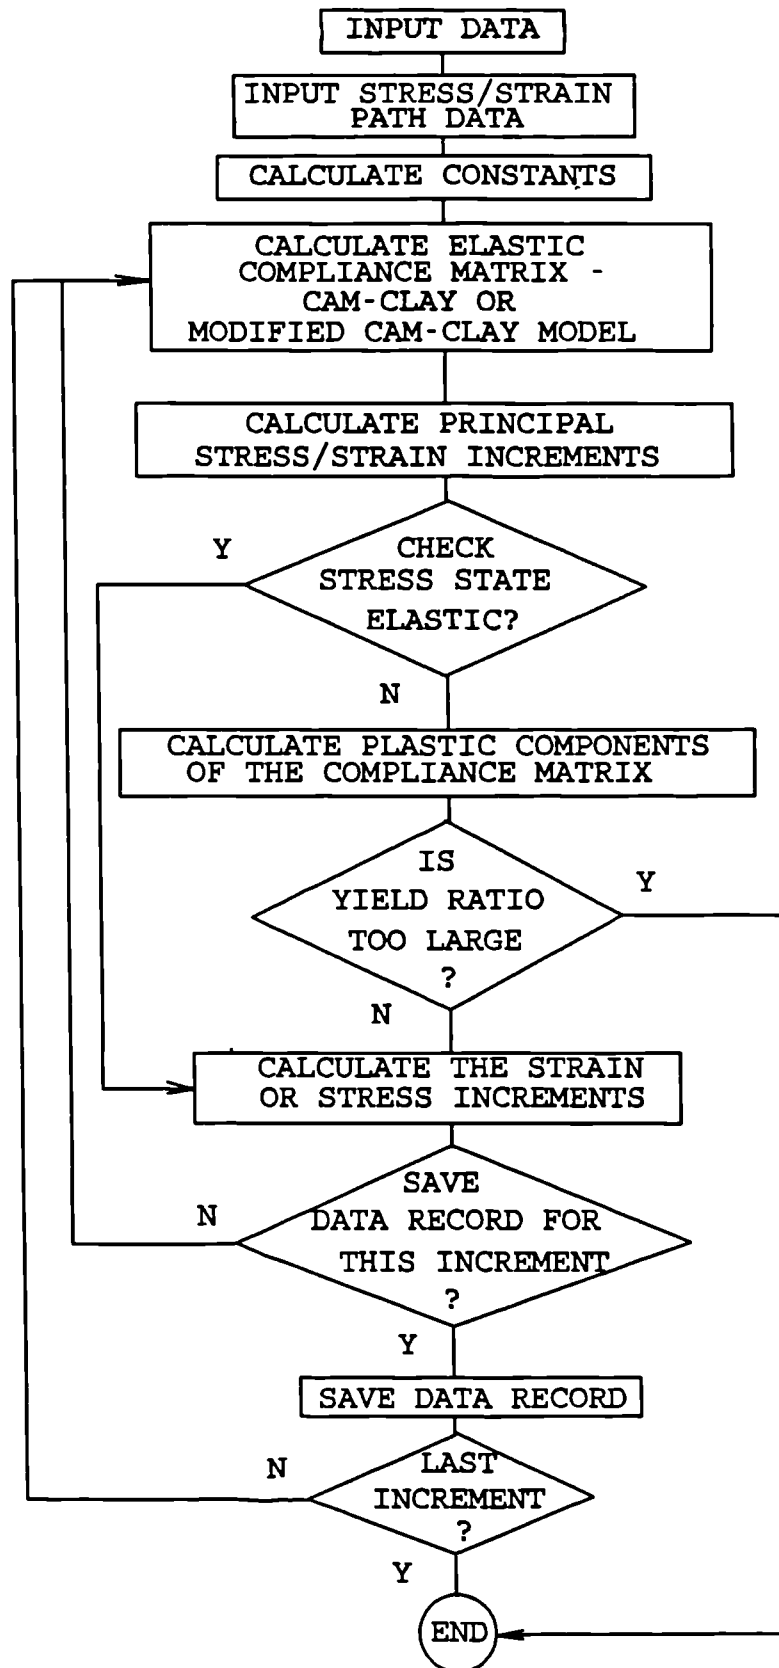 INPUT DATA
INPUT STRESS/STRAIN
PATH DATA
CALCULATE CONSTANTS
CALCULATE ELASTIC
COMPLIANCE MATRIX -
CAM-CLAY OR
MODIFIED CAM-CLAY MODEL
CALCULATE PRINCIPAL
STRESS/STRAIN INCREMENTS
Y
CHECK
STRESS STATE
ELASTIC?
N
CALCULATE PLASTIC COMPONENTS
OF THE COMPLIANCE MATRIX
IS
YIELD RATIO
TOO LARGE
?
Y
N
CALCULATE THE STRAIN
OR STRESS INCREMENTS
SAVE
DATA RECORD FOR
THIS INCREMENT
?
N
Y
SAVE DATA RECORD
LAST
INCREMENT
?
N
Y
END